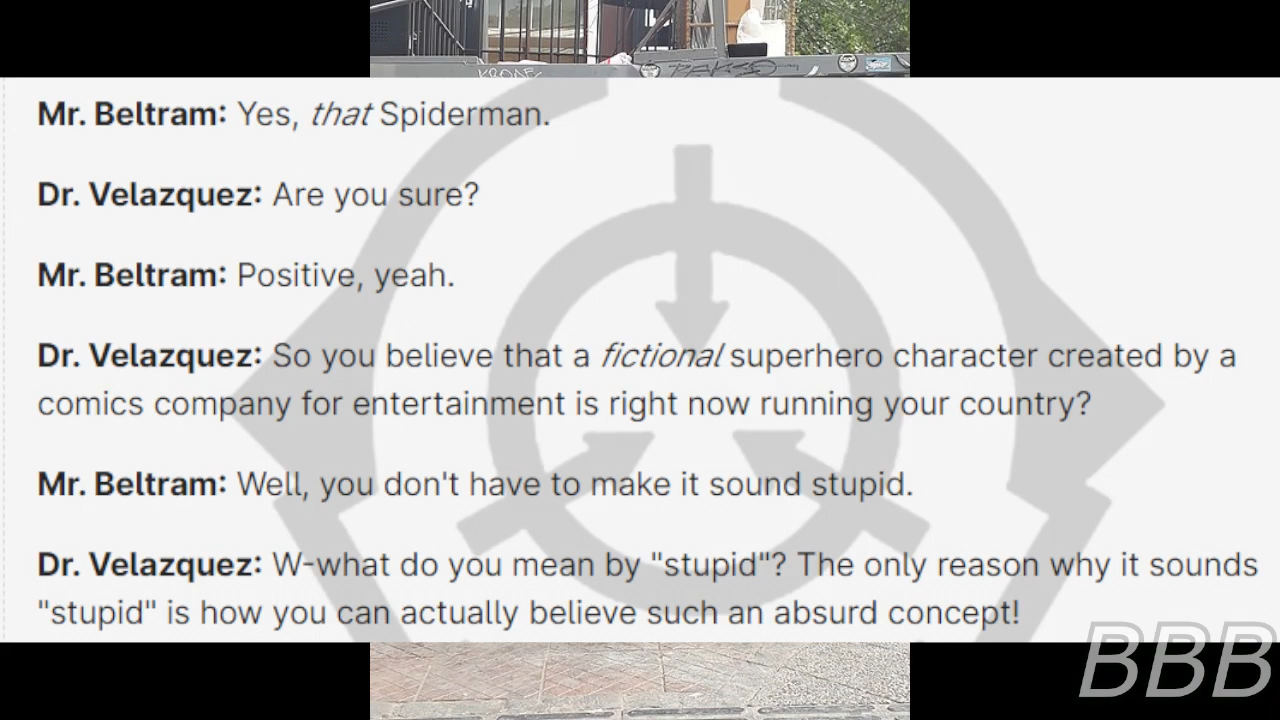 Mr. Beltram: Yes, that Spiderman.
Dr. Velazquez: Are you sure?
Mr. Beltram: Positive, yeah.
Dr. Velazquez: So you believe that a fictional superhero character created by a
comics company for entertainment is right now running your country?
Mr. Beltram: Well, you don't have to make it sound stupid.
Dr. Velazquez: W-what do you mean by "stupid"? The only reason why it sounds
"stupid" is how you can actually believe such an absurd concept!
BBB